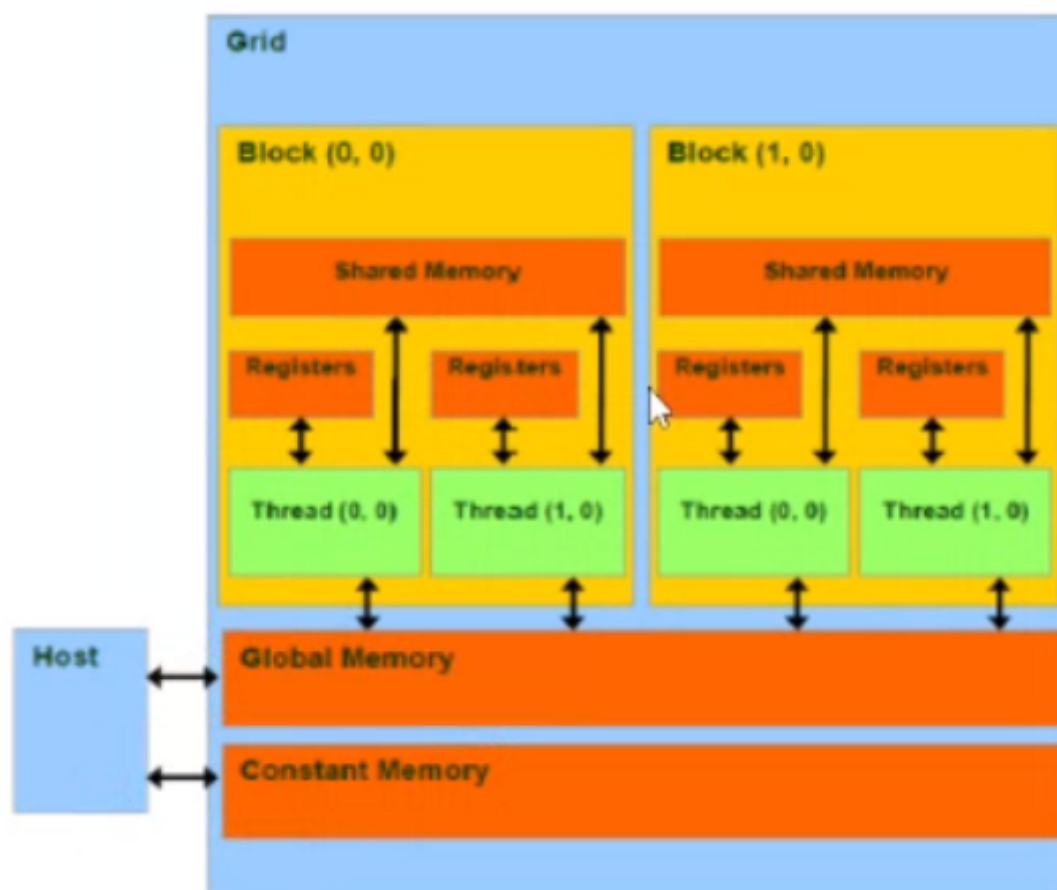 Grid
Block (0, 0)
Block (1, 0)
Shared Memory
Shared Memory
Registers
Registers
Registers
Registers
Thread (0, 0)
Thread (1, 0)
Thread (0, 0)
Thread (1, 0)
Host
Global Memory
Constant Memory